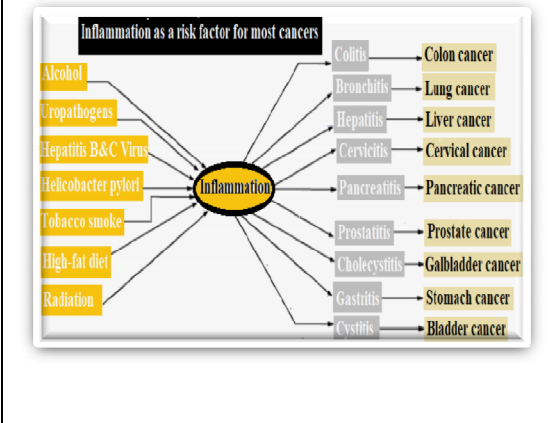 Inflammation as a risk factor for most cancers
Alcohol
Uropathogens
Hepatitis B&C Virus
Helicobacter pylori
Tobacco smoke
High-fat diet
Radiation
Inflammation
Colitis
Colon cancer
Bronchitis
Lung cancer
Hepatitis
Liver cancer
Cervicitis
Cervical cancer
Pancreatitis
Pancreatic cancer
Prostatitis
Prostate cancer
Cholecystitis
Galbladder cancer
Gastritis
Stomach cancer
Cystitis
Bladder cancer